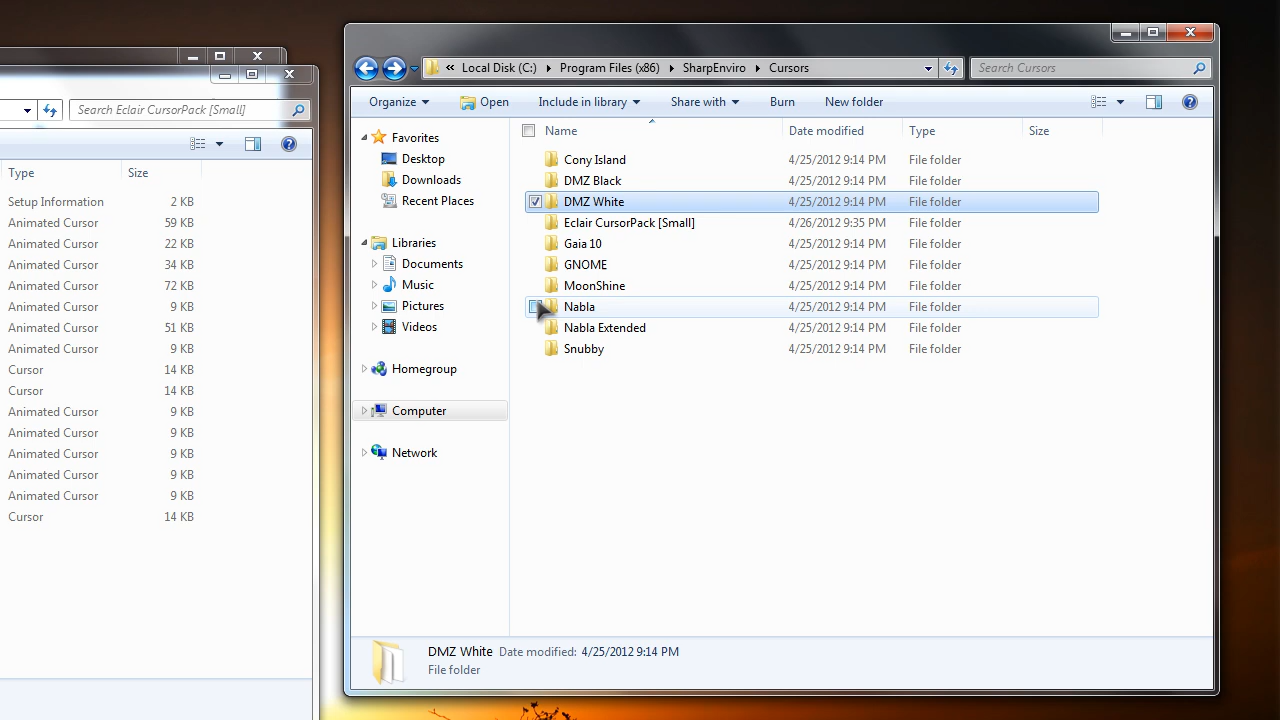 Search Eclair CursorPack [Small]
Type Size
Setup Information 2 KB
Animated Cursor 59 KB
Animated Cursor 22 KB
Animated Cursor 34 KB
Animated Cursor 72 KB
Animated Cursor 9 KB
Animated Cursor 51 KB
Animated Cursor 9 KB
Cursor 14 KB
Cursor 14 KB
Animated Cursor 9 KB
Animated Cursor 9 KB
Animated Cursor 9 KB
Animated Cursor 9 KB
Animated Cursor 9 KB
Cursor 14 KB
« Local Disk (C:) Program Files (x86) SharpEnviro Cursors Search Cursors
Organize Open Include in library Share with Burn New folder
Favorites
Desktop
Downloads
Recent Places
Libraries
Documents
Music
Pictures
Videos
Homegroup
Computer
Network
Name Date modified Type Size
Cony Island 4/25/2012 9:14 PM File folder
DMZ Black 4/25/2012 9:14 PM File folder
DMZ White 4/25/2012 9:14 PM File folder
Eclair CursorPack [Small] 4/26/2012 9:35 PM File folder
Gaia 10 4/25/2012 9:14 PM File folder
GNOME 4/25/2012 9:14 PM File folder
MoonShine 4/25/2012 9:14 PM File folder
Nabla 4/25/2012 9:14 PM File folder
Nabla Extended 4/25/2012 9:14 PM File folder
Snubby 4/25/2012 9:14 PM File folder
DMZ White Date modified: 4/25/2012 9:14 PM
File folder